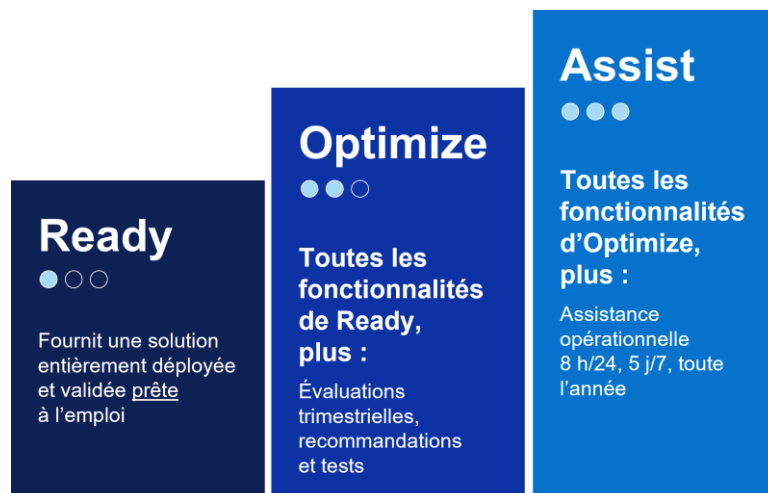 Ready
Fournit une solution
entièrement déployée
et validée prête
à l’emploi
Optimize
Toutes les
fonctionnalités
de Ready,
plus :
Évaluations
trimestrielles,
recommandations
et tests
Assist
Toutes les
fonctionnalités
d’Optimize,
plus :
Assistance
opérationnelle
8 h/24, 5 j/7, toute
l’année